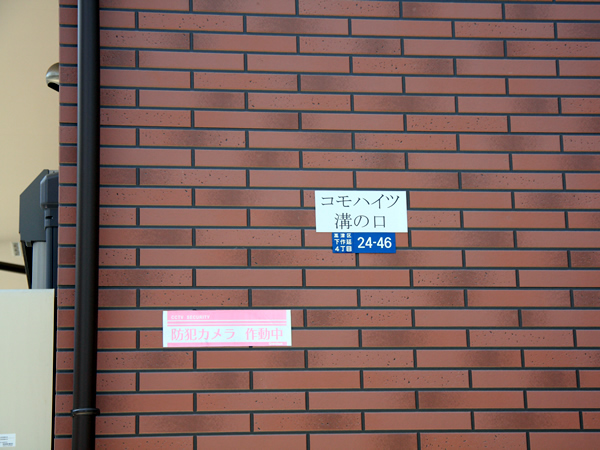 コモハイツ
溝の口
高津区
下作延
4丁目
24-46
防犯カメラ 作動中